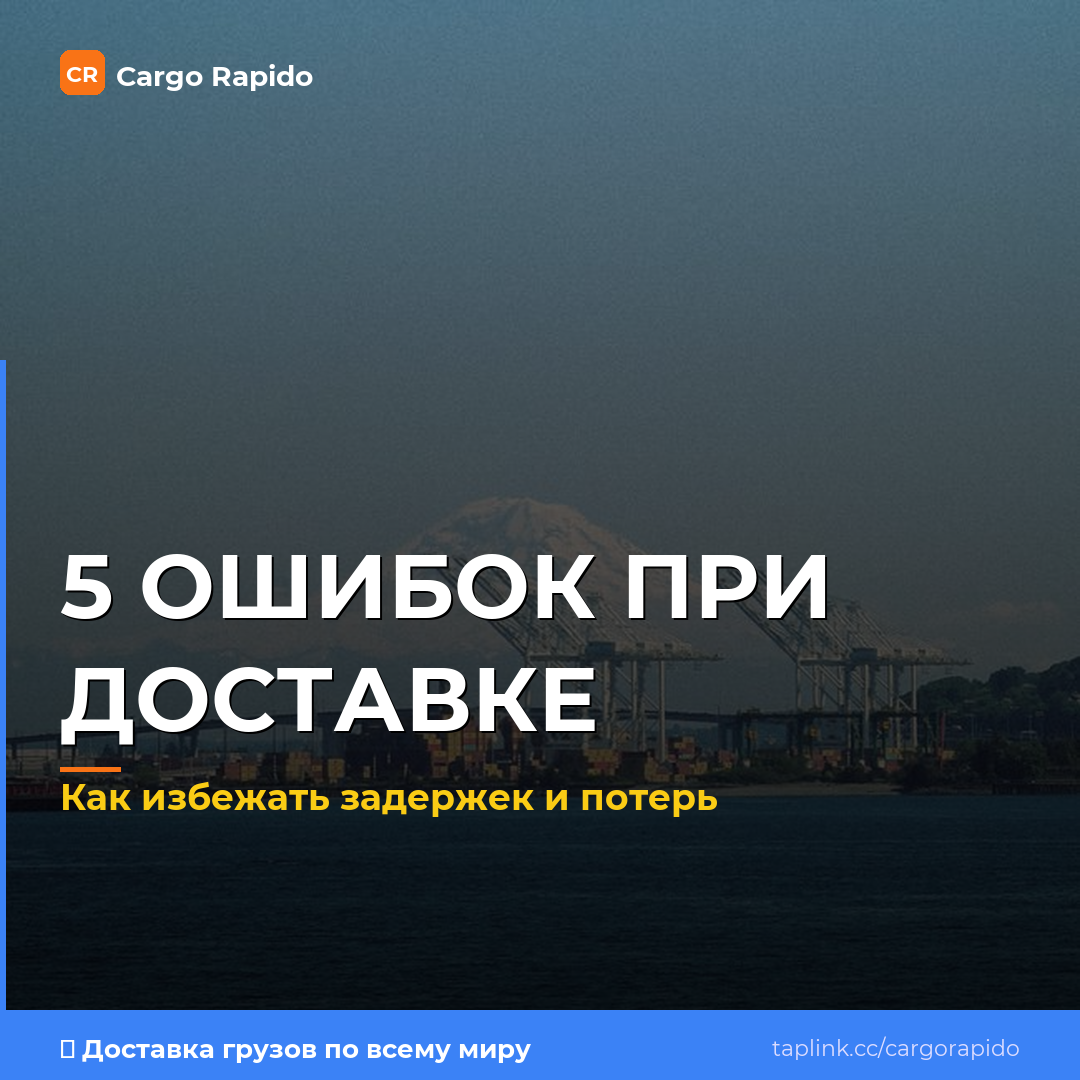 CR Cargo Rapido
5 ОШИБОК ПРИ
ДОСТАВКЕ
Как избежать задержек и потерь
Доставка грузов по всему миру
taplink.cc/cargorapido